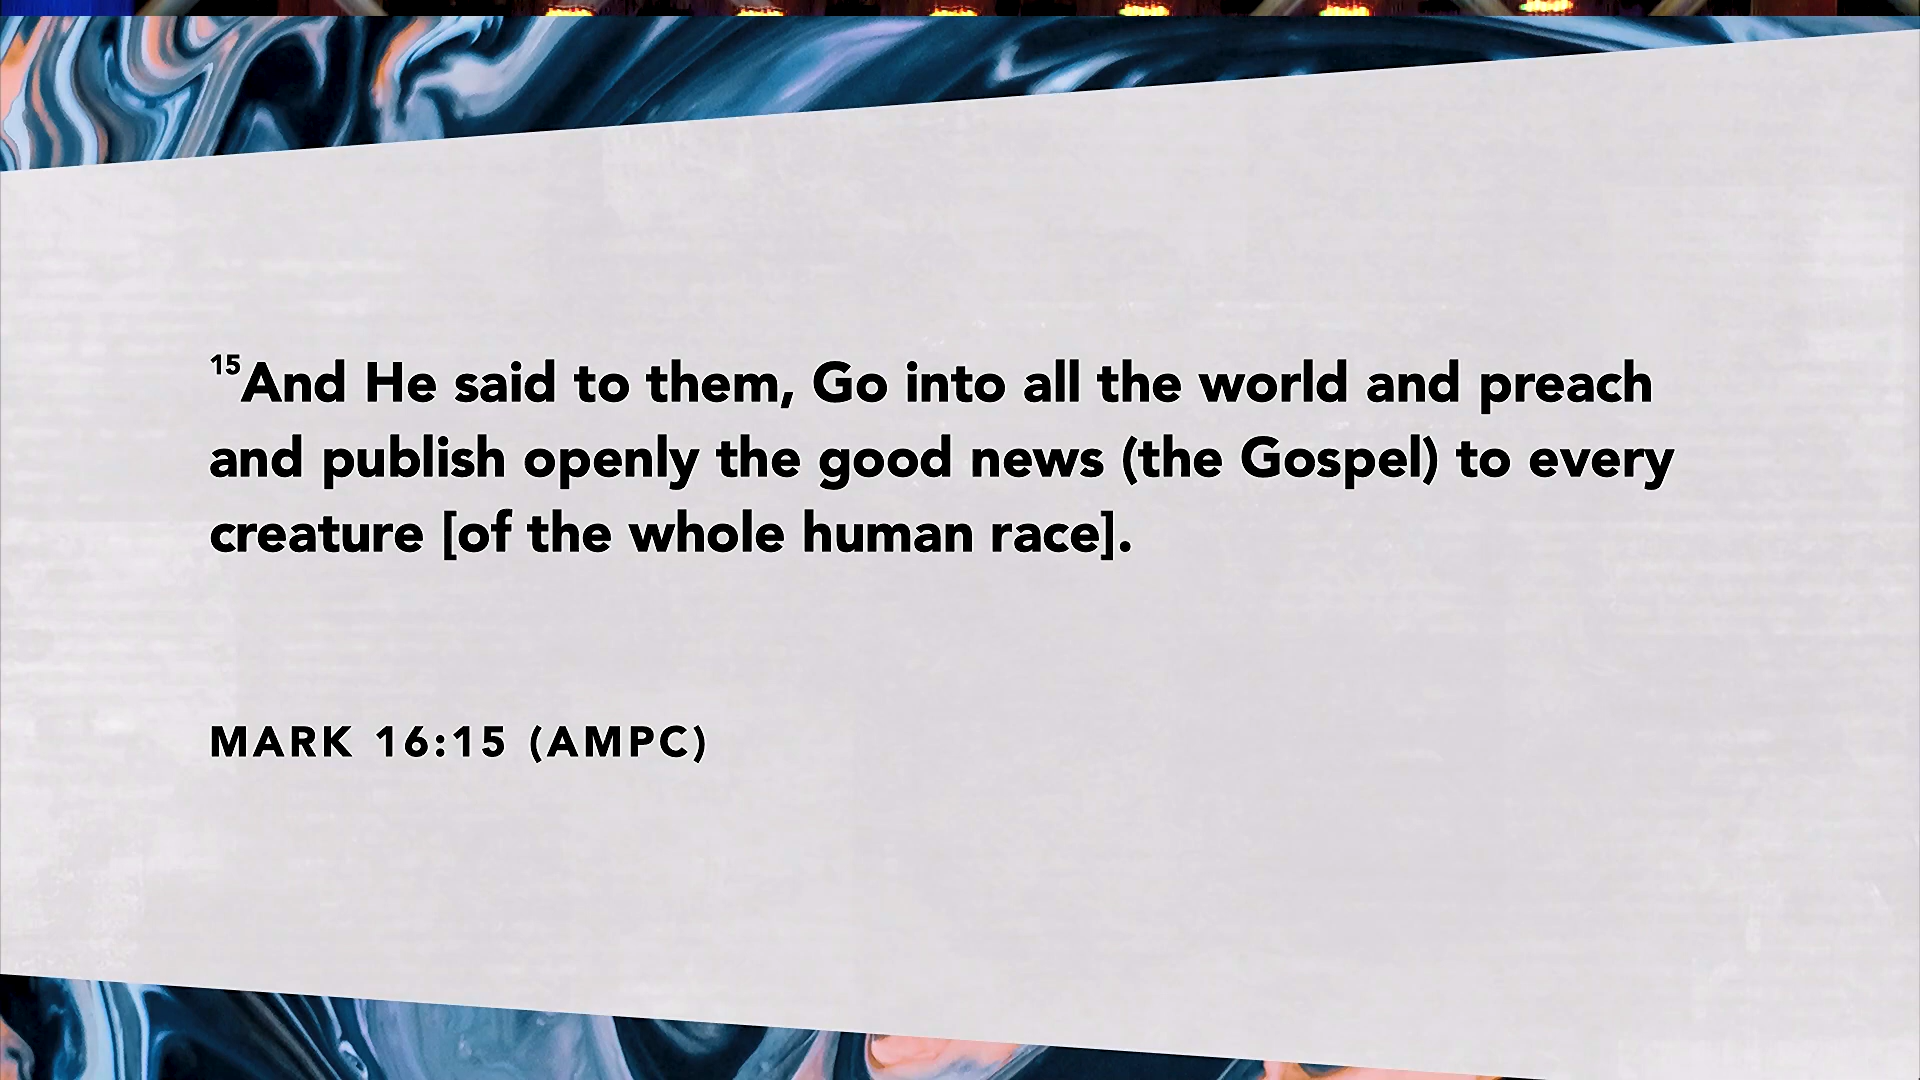 15And He said to them, Go into all the world and preach
and publish openly the good news (the Gospel) to every
creature [of the whole human race].
MARK 16:15 (AMPC)